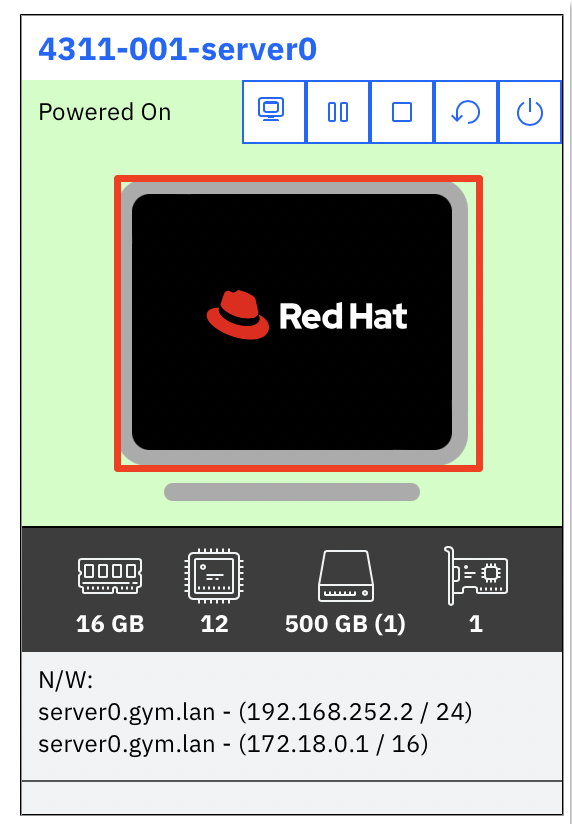 4311-001-server0
Powered On
Red Hat
16 GB 12 500 GB (1) 1
N/W:
server0.gym.lan - (192.168.252.2 / 24)
server0.gym.lan - (172.18.0.1 / 16)